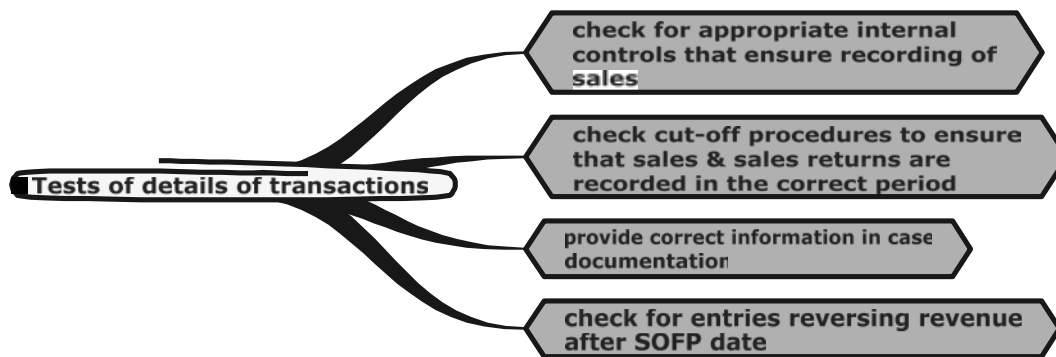 check for appropriate internal
controls that ensure recording of
sales
check cut-off procedures to ensure
that sales & sales returns are
recorded in the correct period
Tests of details of transactions
provide correct information in case
documentation
check for entries reversing revenue
after SOFP date